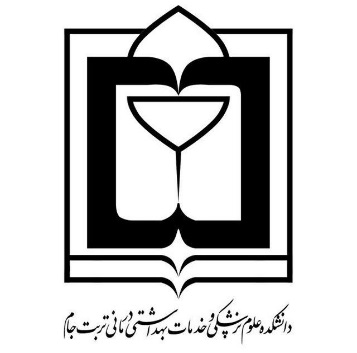 دانشکده علوم پزشکی و خدمات بهداشتی درمانی تربت جام